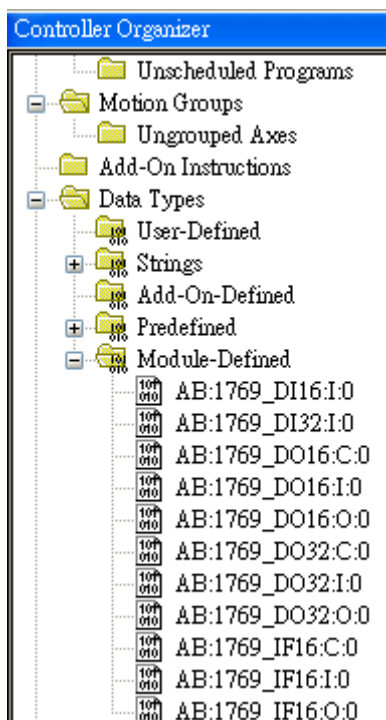 Controller Organizer
Unscheduled Programs
Motion Groups
Ungrouped Axes
Add-On Instructions
Data Types
User-Defined
Strings
Add-On-Defined
Predefined
Module-Defined
AB:1769_DI16:I:0
AB:1769_DI32:I:0
AB:1769_DO16:C:0
AB:1769_DO16:I:0
AB:1769_DO16:O:0
AB:1769_DO32:C:0
AB:1769_DO32:I:0
AB:1769_DO32:O:0
AB:1769_IF16:C:0
AB:1769_IF16:I:0
AB:1769_IF16:O:0